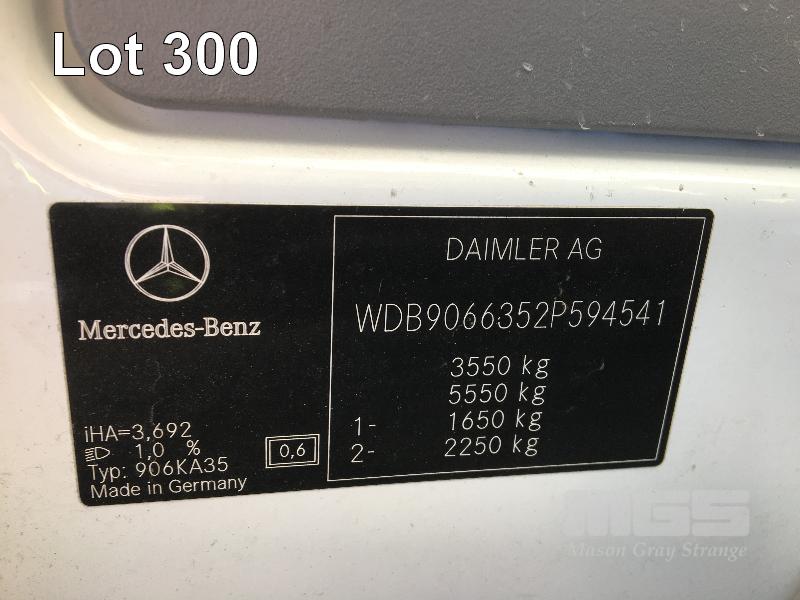 Lot 300
Mercedes-Benz
iHA=3,692
1,0 %
Typ: 906KA35
Made in Germany
0,6
DAIMLER AG
WDB9066352P594541
3550 kg
5550 kg
1- 1650 kg
2- 2250 kg
MGS
Mason Gray Strange